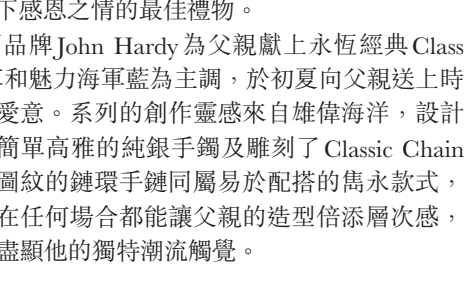 下感恩之情的最佳禮物。
品牌John Hardy為父親獻上永恆經典Class
和魅力海軍藍為主調，於初夏向父親送上時
愛意。系列的創作靈感來自雄偉海洋，設計
簡單高雅的純銀手鐲及雕刻了Classic Chain
圖紋的鏈環手鏈同屬易於配搭的雋永款式，
在任何場合都能讓父親的造型倍添層次感，
盡顯他的獨特潮流觸覺。